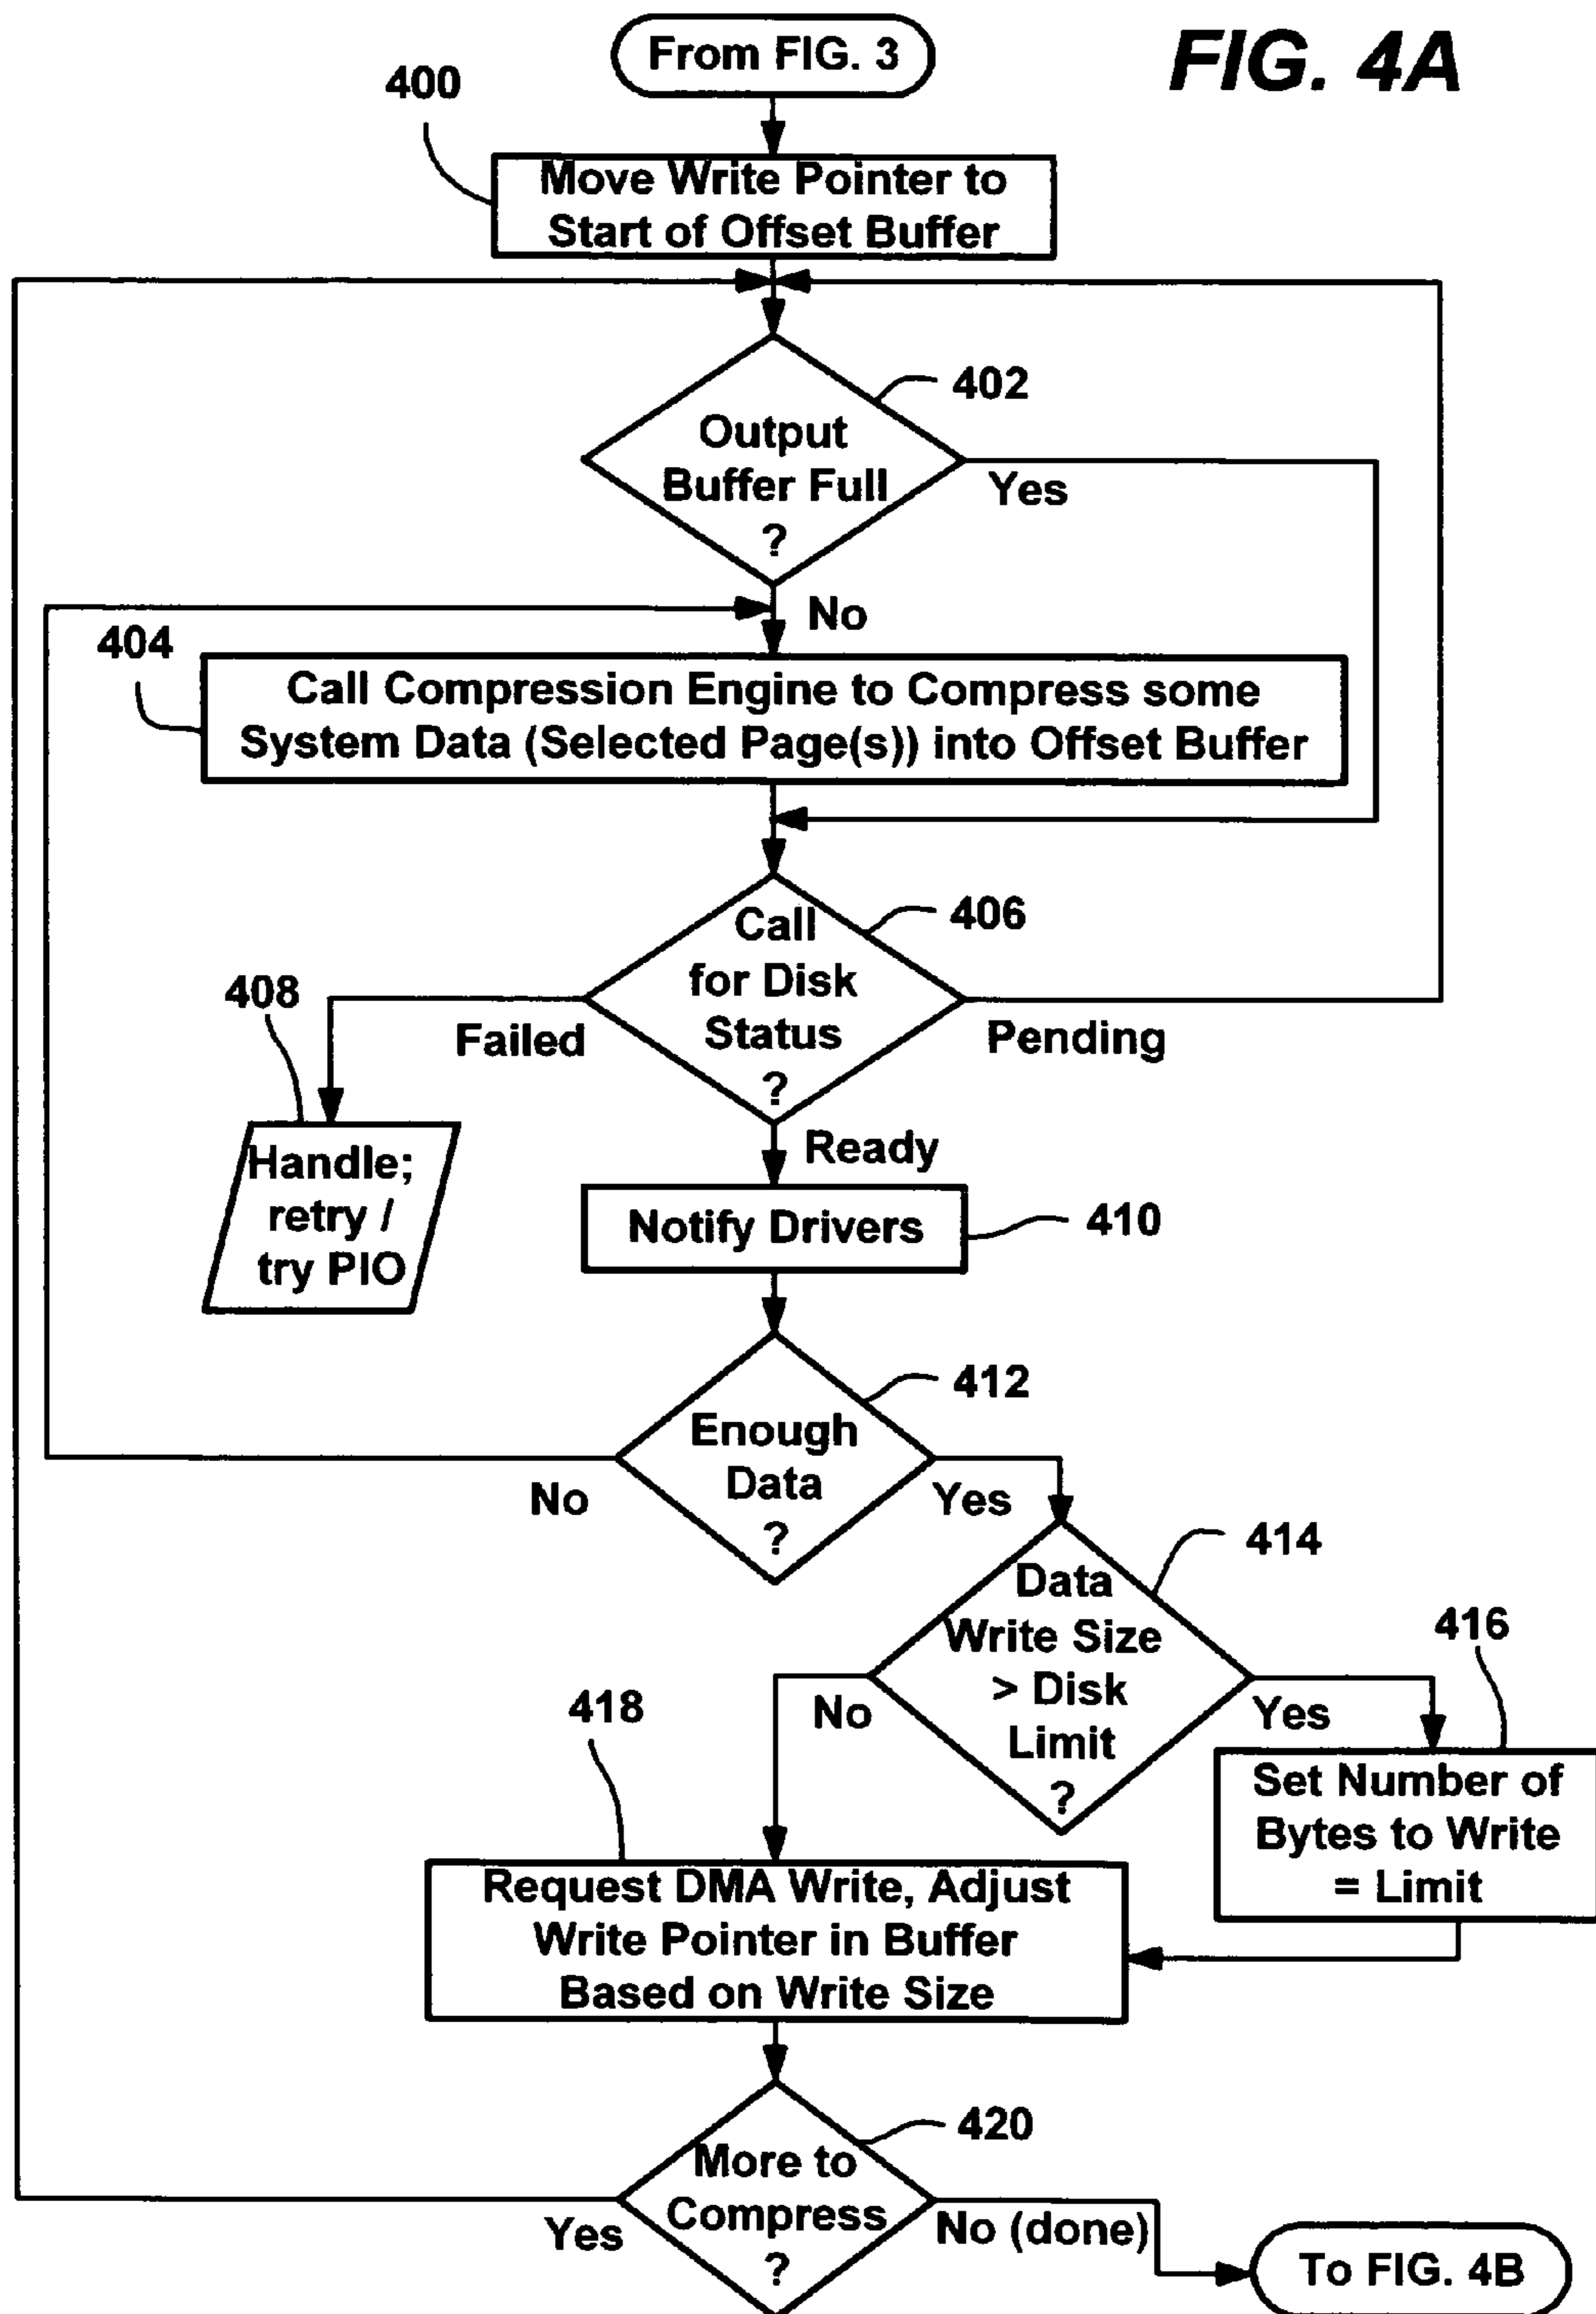 From FIG. 3
FIG. 4A
400
Move Write Pointer to
Start of Offset Buffer
402
Output
Buffer Full
?
Yes
No
404
Call Compression Engine to Compress some
System Data (Selected Page(s)) into Offset Buffer
406
Call
for Disk
Status
?
408
Failed
Pending
Handle;
retry /
try PIO
Ready
Notify Drivers
410
412
Enough
Data
?
No
Yes
414
Data
Write Size
> Disk
Limit
?
416
418
No
Yes
Set Number of
Bytes to Write
= Limit
Request DMA Write, Adjust
Write Pointer in Buffer
Based on Write Size
420
More to
Compress
?
Yes
No (done)
To FIG. 4B